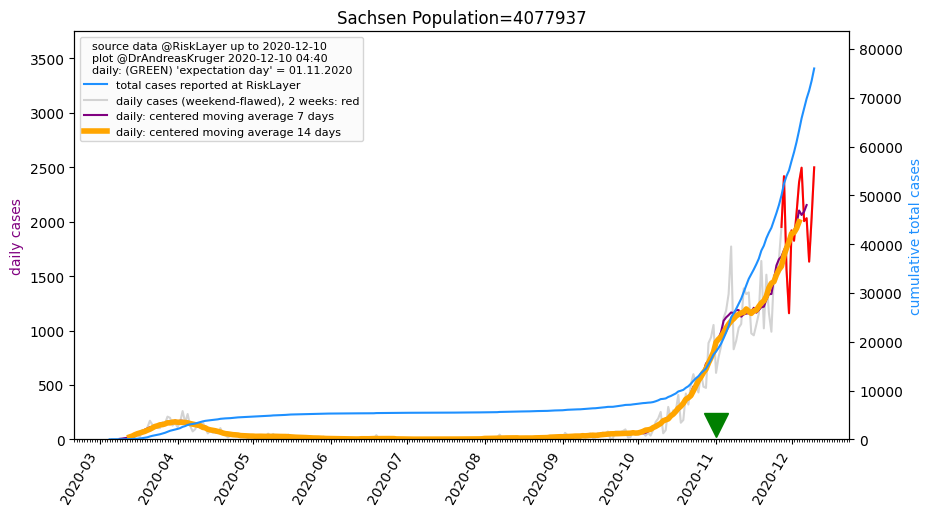 Sachsen Population=4077937
source data @RiskLayer up to 2020-12-10
plot @DrAndreasKruger 2020-12-10 04:40
daily: (GREEN) 'expectation day' = 01.11.2020
total cases reported at RiskLayer
daily cases (weekend-flawed), 2 weeks: red
daily: centered moving average 7 days
daily: centered moving average 14 days
daily cases
3500
3000
2500
2000
1500
1000
500
0
80000
70000
60000
50000
40000
30000
20000
10000
0
cumulative total cases
2020-03
2020-04
2020-05
2020-06
2020-07
2020-08
2020-09
2020-10
2020-11
2020-12